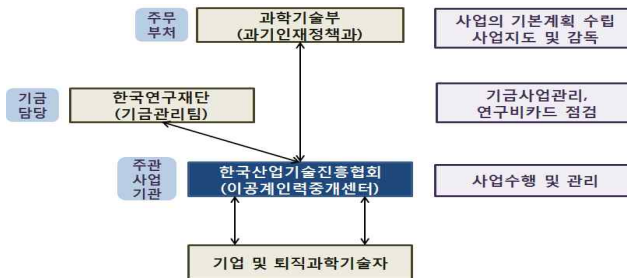 주무
부처
과학기술부
(과기인재정책과)
사업의 기본계획 수립
사업지도 및 감독
기금
담당
한국연구재단
(기금관리팀)
기금사업관리,
연구비카드 점검
주관
사업
기관
한국산업기술진흥협회
(이공계인력중개센터)
사업수행 및 관리
기업 및 퇴직과학기술자